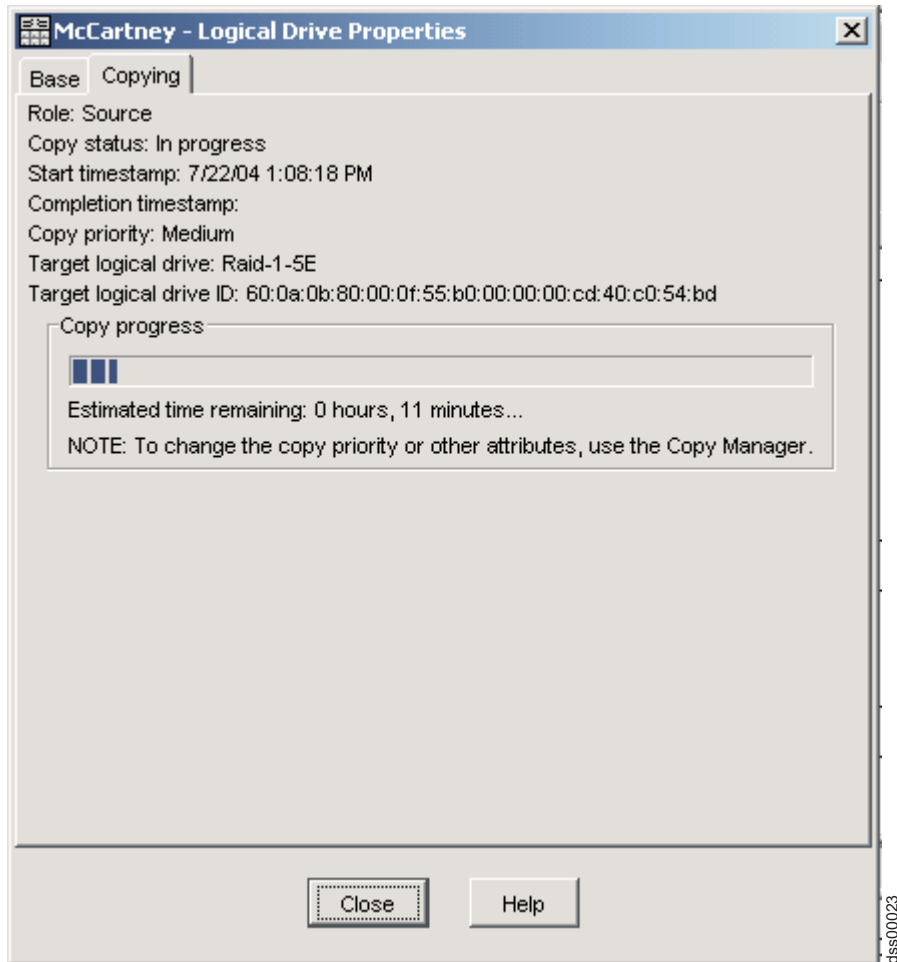 McCartney - Logical Drive Properties
Base Copying
Role: Source
Copy status: In progress
Start timestamp: 7/22/04 1:08:18 PM
Completion timestamp:
Copy priority: Medium
Target logical drive: Raid-1-5E
Target logical drive ID: 60:0a:0b:80:00:0f:55:b0:00:00:00:cd:40:c0:54:bd
Copy progress
Estimated time remaining: 0 hours, 11 minutes...
NOTE: To change the copy priority or other attributes, use the Copy Manager.
Close Help
dss00023